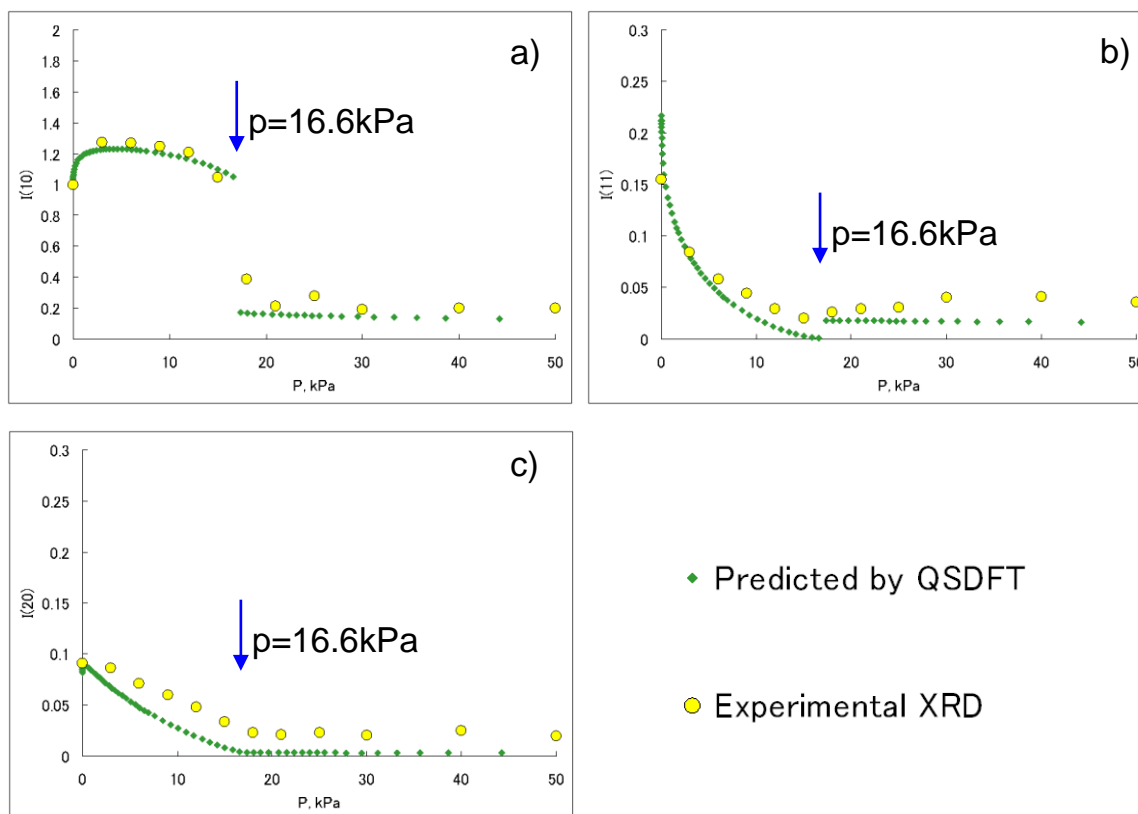 a)
2
1.8
1.6
1.4
1.2
1
0.8
0.6
0.4
0.2
0
I(10)
p=16.6kPa
0 10 20 30 40 50
P, kPa
b)
0.3
0.25
0.2
0.15
0.1
0.05
0
I(11)
p=16.6kPa
0 10 20 30 40 50
P, kPa
c)
0.3
0.25
0.2
0.15
0.1
0.05
0
I(20)
p=16.6kPa
0 10 20 30 40 50
P, kPa
Predicted by QSDFT
Experimental XRD